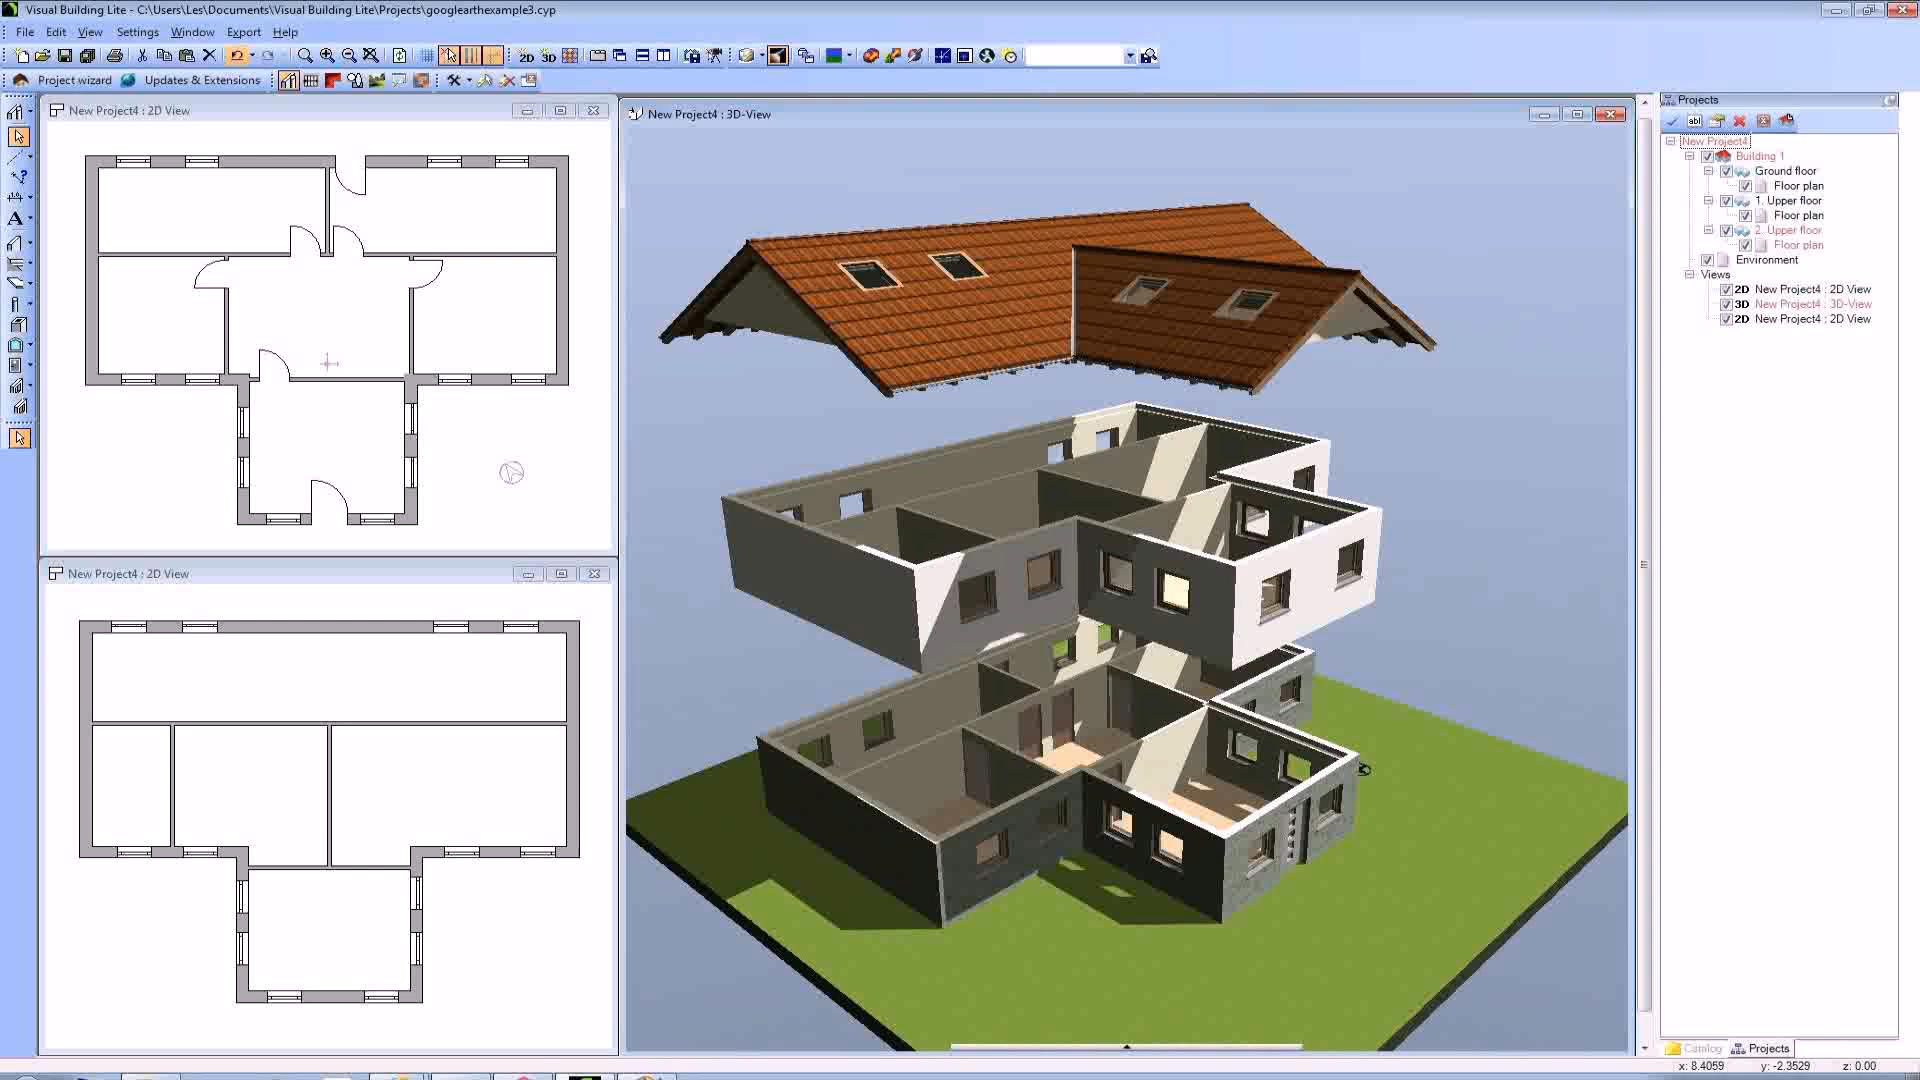 Visual Building Lite - C:\Users\Les\Documents\Visual Building Lite\Projects\googlearthexample3.cyp
File Edit View Settings Window Export Help
2D 3D
Project wizard Updates & Extensions
New Project4 : 2D View
New Project4 : 3D-View
Projects
abl
New Project4
Building 1
Ground floor
Floor plan
1. Upper floor
Floor plan
2. Upper floor
Floor plan
Environment
Views
2D New Project4 : 2D View
3D New Project4 : 3D-View
2D New Project4 : 2D View
A
New Project4 : 2D View
Catalog Projects
x: 8.4059 y: -2.3529 z: 0.00